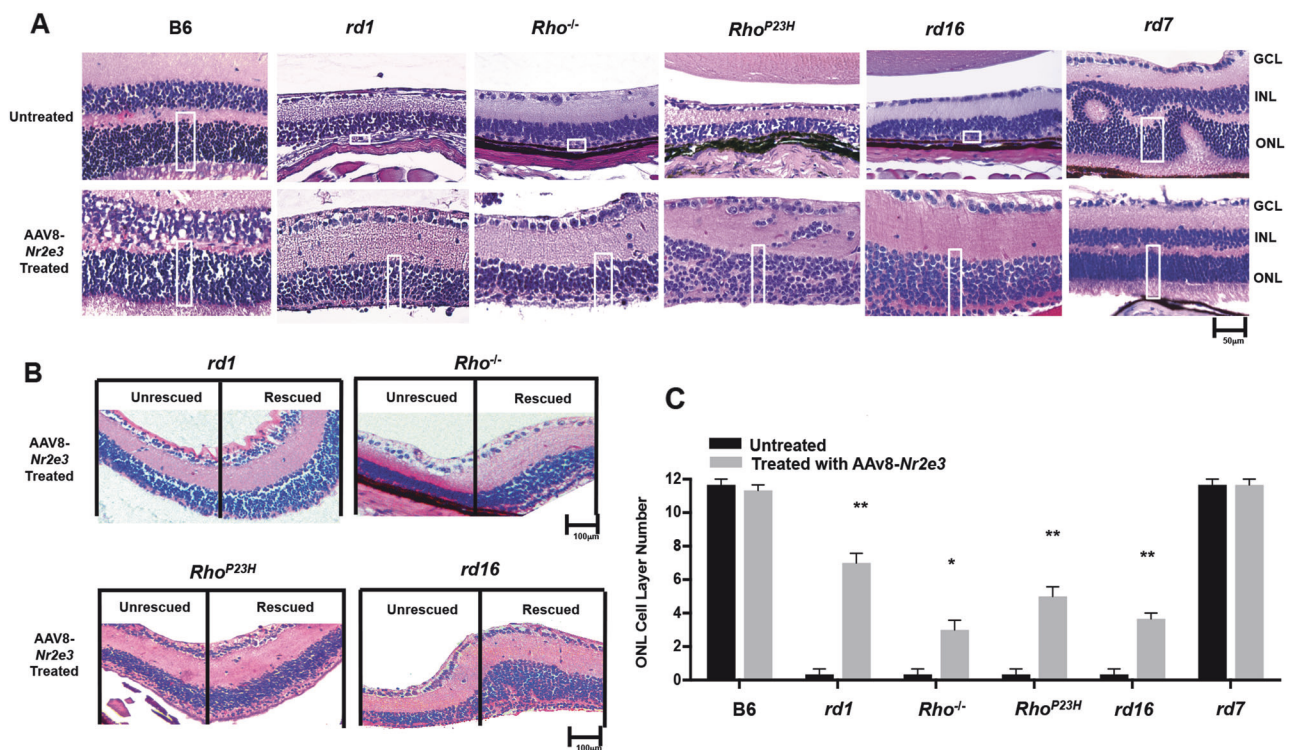 A
B6 rd1 Rho-/- RhoP23H rd16 rd7
Untreated
GCL
INL
ONL
AAV8-
Nr2e3
Treated
GCL
INL
ONL
50µm
B
rd1 Rho-/-
Unrescued Rescued Unrescued Rescued
AAV8-
Nr2e3
Treated
100µm
RhoP23H rd16
Unrescued Rescued Unrescued Rescued
AAV8-
Nr2e3
Treated
100µm
C
Untreated
Treated with AAv8-Nr2e3
ONL Cell Layer Number
12
10
8
6
4
2
0
** * ** **
B6 rd1 Rho-/- RhoP23H rd16 rd7